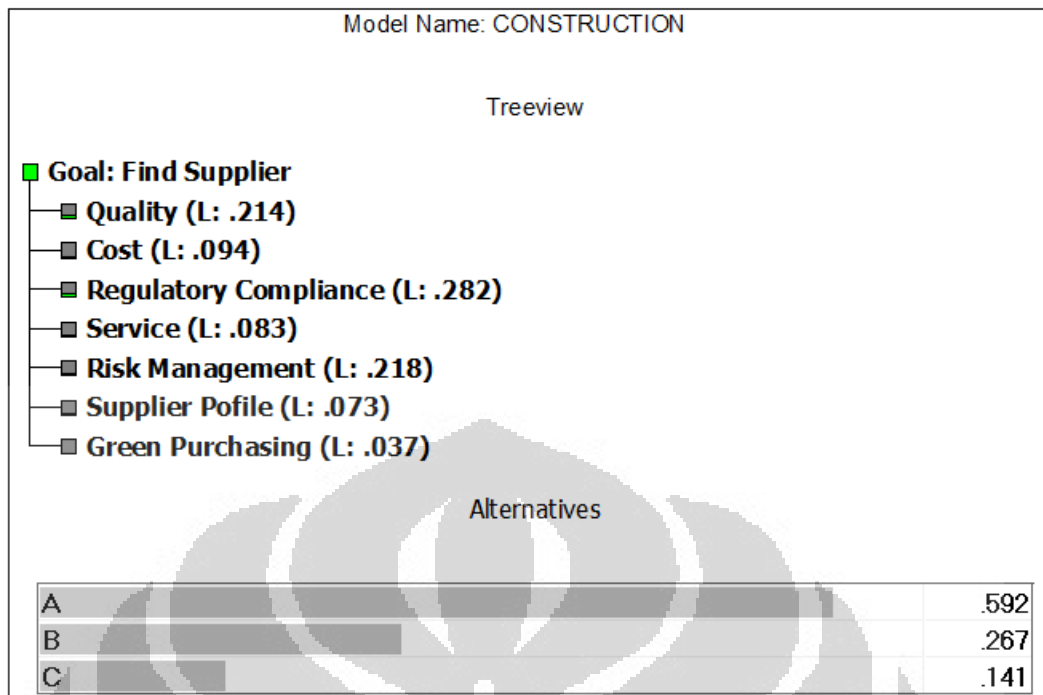 Model Name: CONSTRUCTION
Treeview
Goal: Find Supplier
Quality (L: .214)
Cost (L: .094)
Regulatory Compliance (L: .282)
Service (L: .083)
Risk Management (L: .218)
Supplier Pofile (L: .073)
Green Purchasing (L: .037)
Alternatives
A .592
B .267
C .141